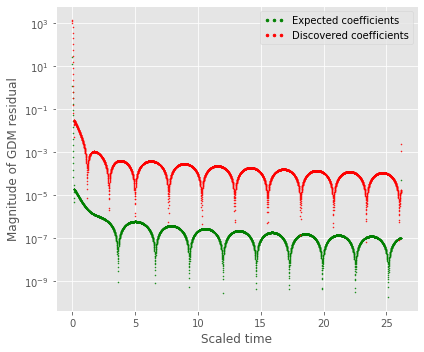 Expected coefficients
Discovered coefficients
Magnitude of GDM residual
10³
10¹
10⁻¹
10⁻³
10⁻⁵
10⁻⁷
10⁻⁹
0 5 10 15 20 25
Scaled time